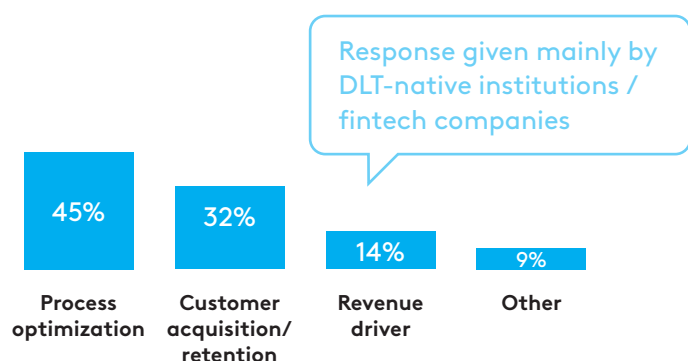 Response given mainly by
DLT-native institutions /
fintech companies
45%
32%
14%
9%
Process
optimization
Customer
acquisition/
retention
Revenue
driver
Other